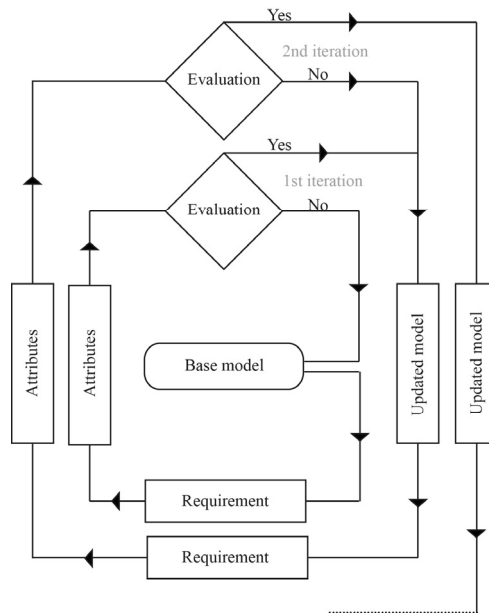 Yes
2nd iteration
Evaluation
No
Yes
1st iteration
Evaluation
No
Attributes
Attributes
Base model
Updated model
Updated model
Requirement
Requirement